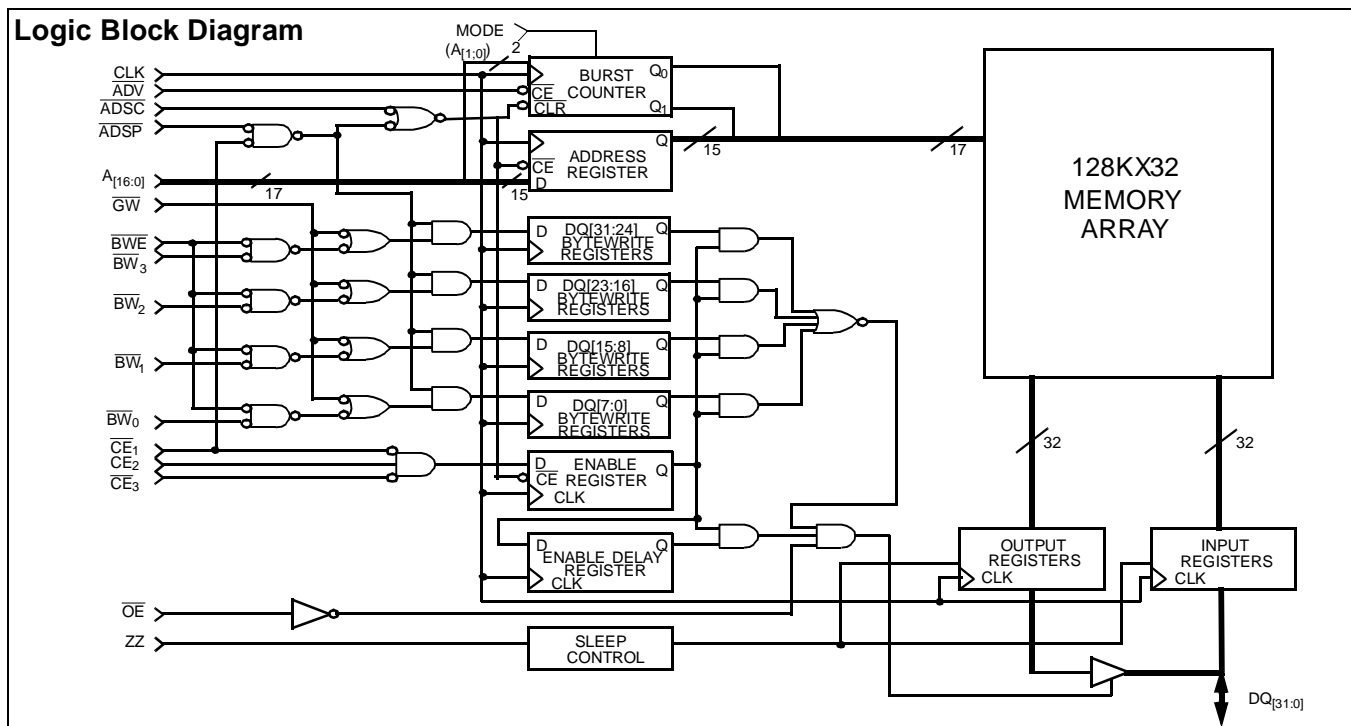 Logic Block Diagram
MODE
(A[1;0])
2
CLK
ADV
ADSC
ADSP
A[16:0]
GW
BWE
BW3
BW2
BW1
BW0
CE1
CE2
CE3
OE
ZZ
17
15
BURST
COUNTER
CE
CLR
Q0
Q1
ADDRESS
REGISTER
CE
D
Q
15
17
128KX32
MEMORY
ARRAY
D
DQ[31:24]
BYTEWRITE
REGISTERS
Q
D
DQ[23:16]
BYTEWRITE
REGISTERS
Q
D
DQ[15:8]
BYTEWRITE
REGISTERS
Q
D
DQ[7:0]
BYTEWRITE
REGISTERS
Q
D
CE
ENABLE
REGISTER
CLK
Q
D
ENABLE DELAY
REGISTER
CLK
Q
SLEEP
CONTROL
32
32
OUTPUT
REGISTERS
CLK
INPUT
REGISTERS
CLK
DQ[31:0]